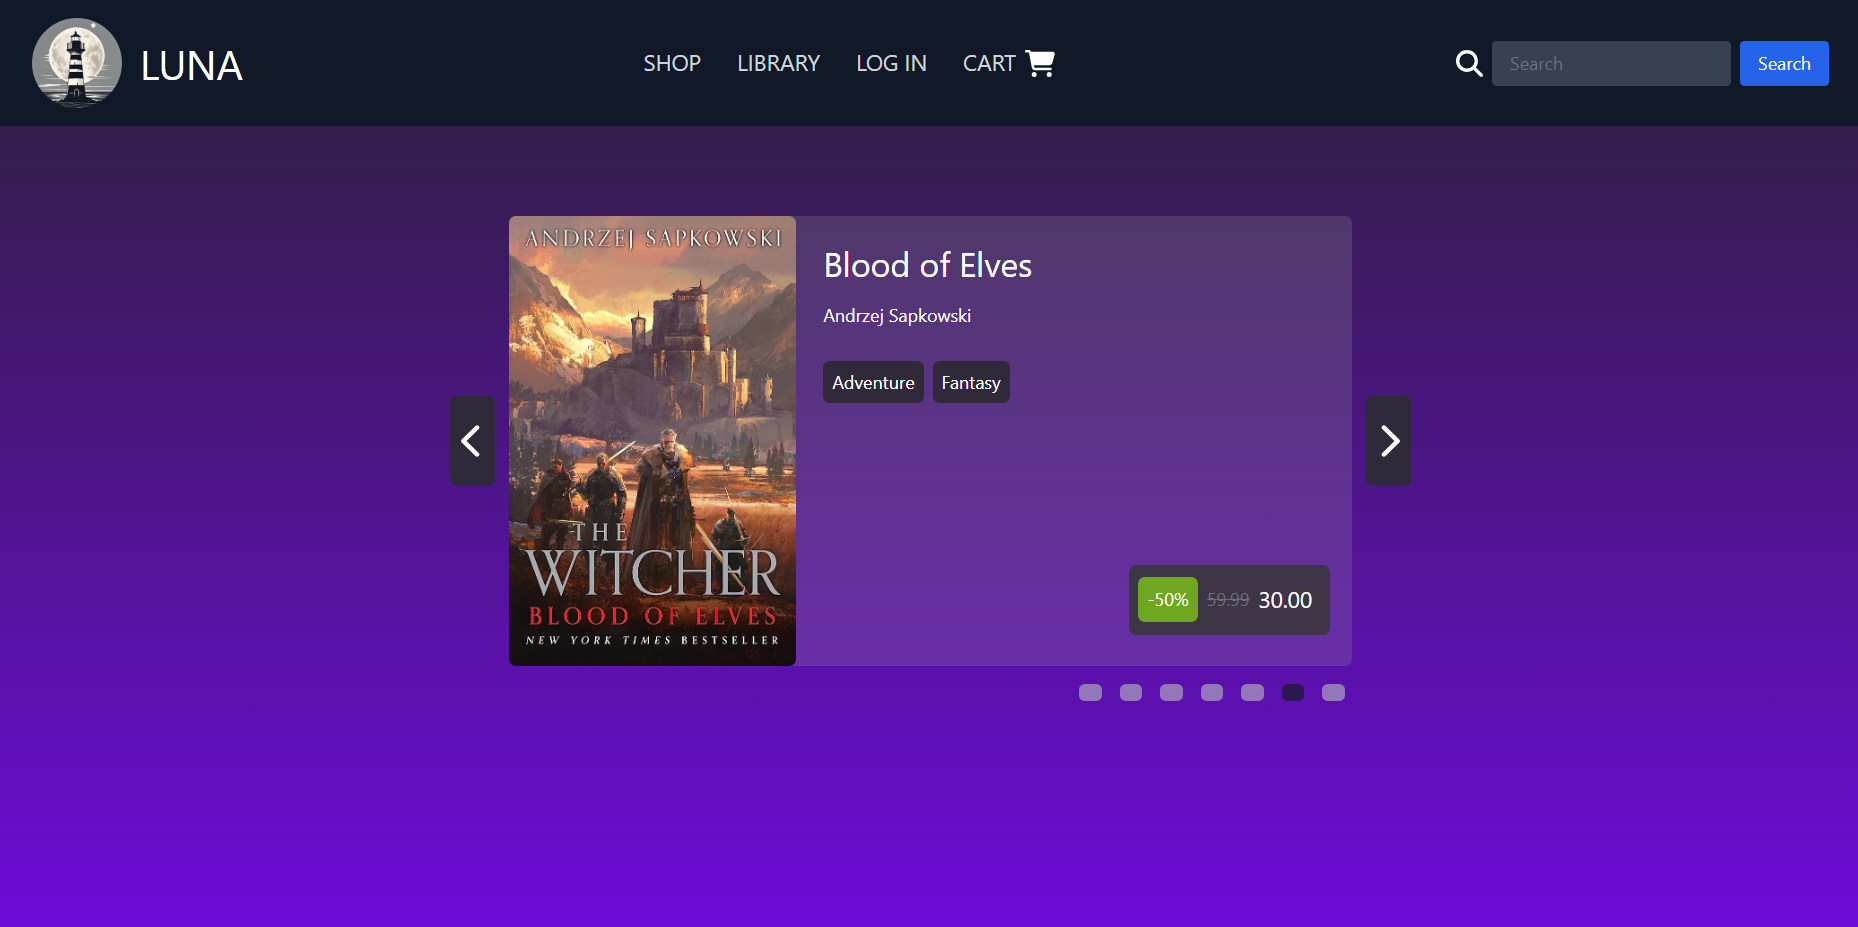 LUNA
SHOP LIBRARY LOG IN CART
Search Search
ANDRZEJ SAPKOWSKI
THE
WITCHER
BLOOD OF ELVES
NEW YORK TIMES BESTSELLER
Blood of Elves
Andrzej Sapkowski
Adventure Fantasy
-50% 59.99 30.00